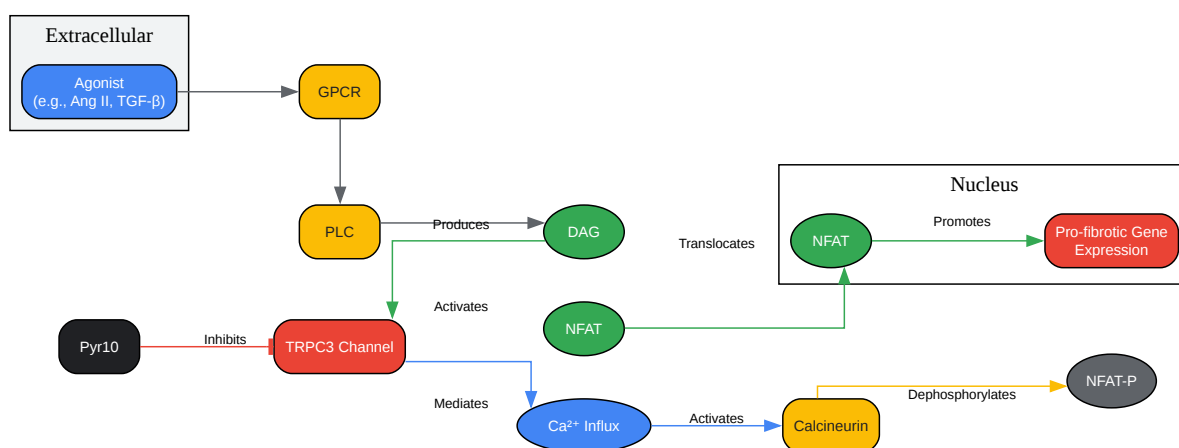 Extracellular
Agonist
(e.g., Ang II, TGF-β)
GPCR
Nucleus
PLC
Produces
DAG
Translocates
NFAT
Promotes
Pro-fibrotic Gene
Expression
Activates
NFAT
Pyr10
Inhibits
TRPC3 Channel
NFAT-P
Mediates
Ca²⁺ Influx
Activates
Calcineurin
Dephosphorylates